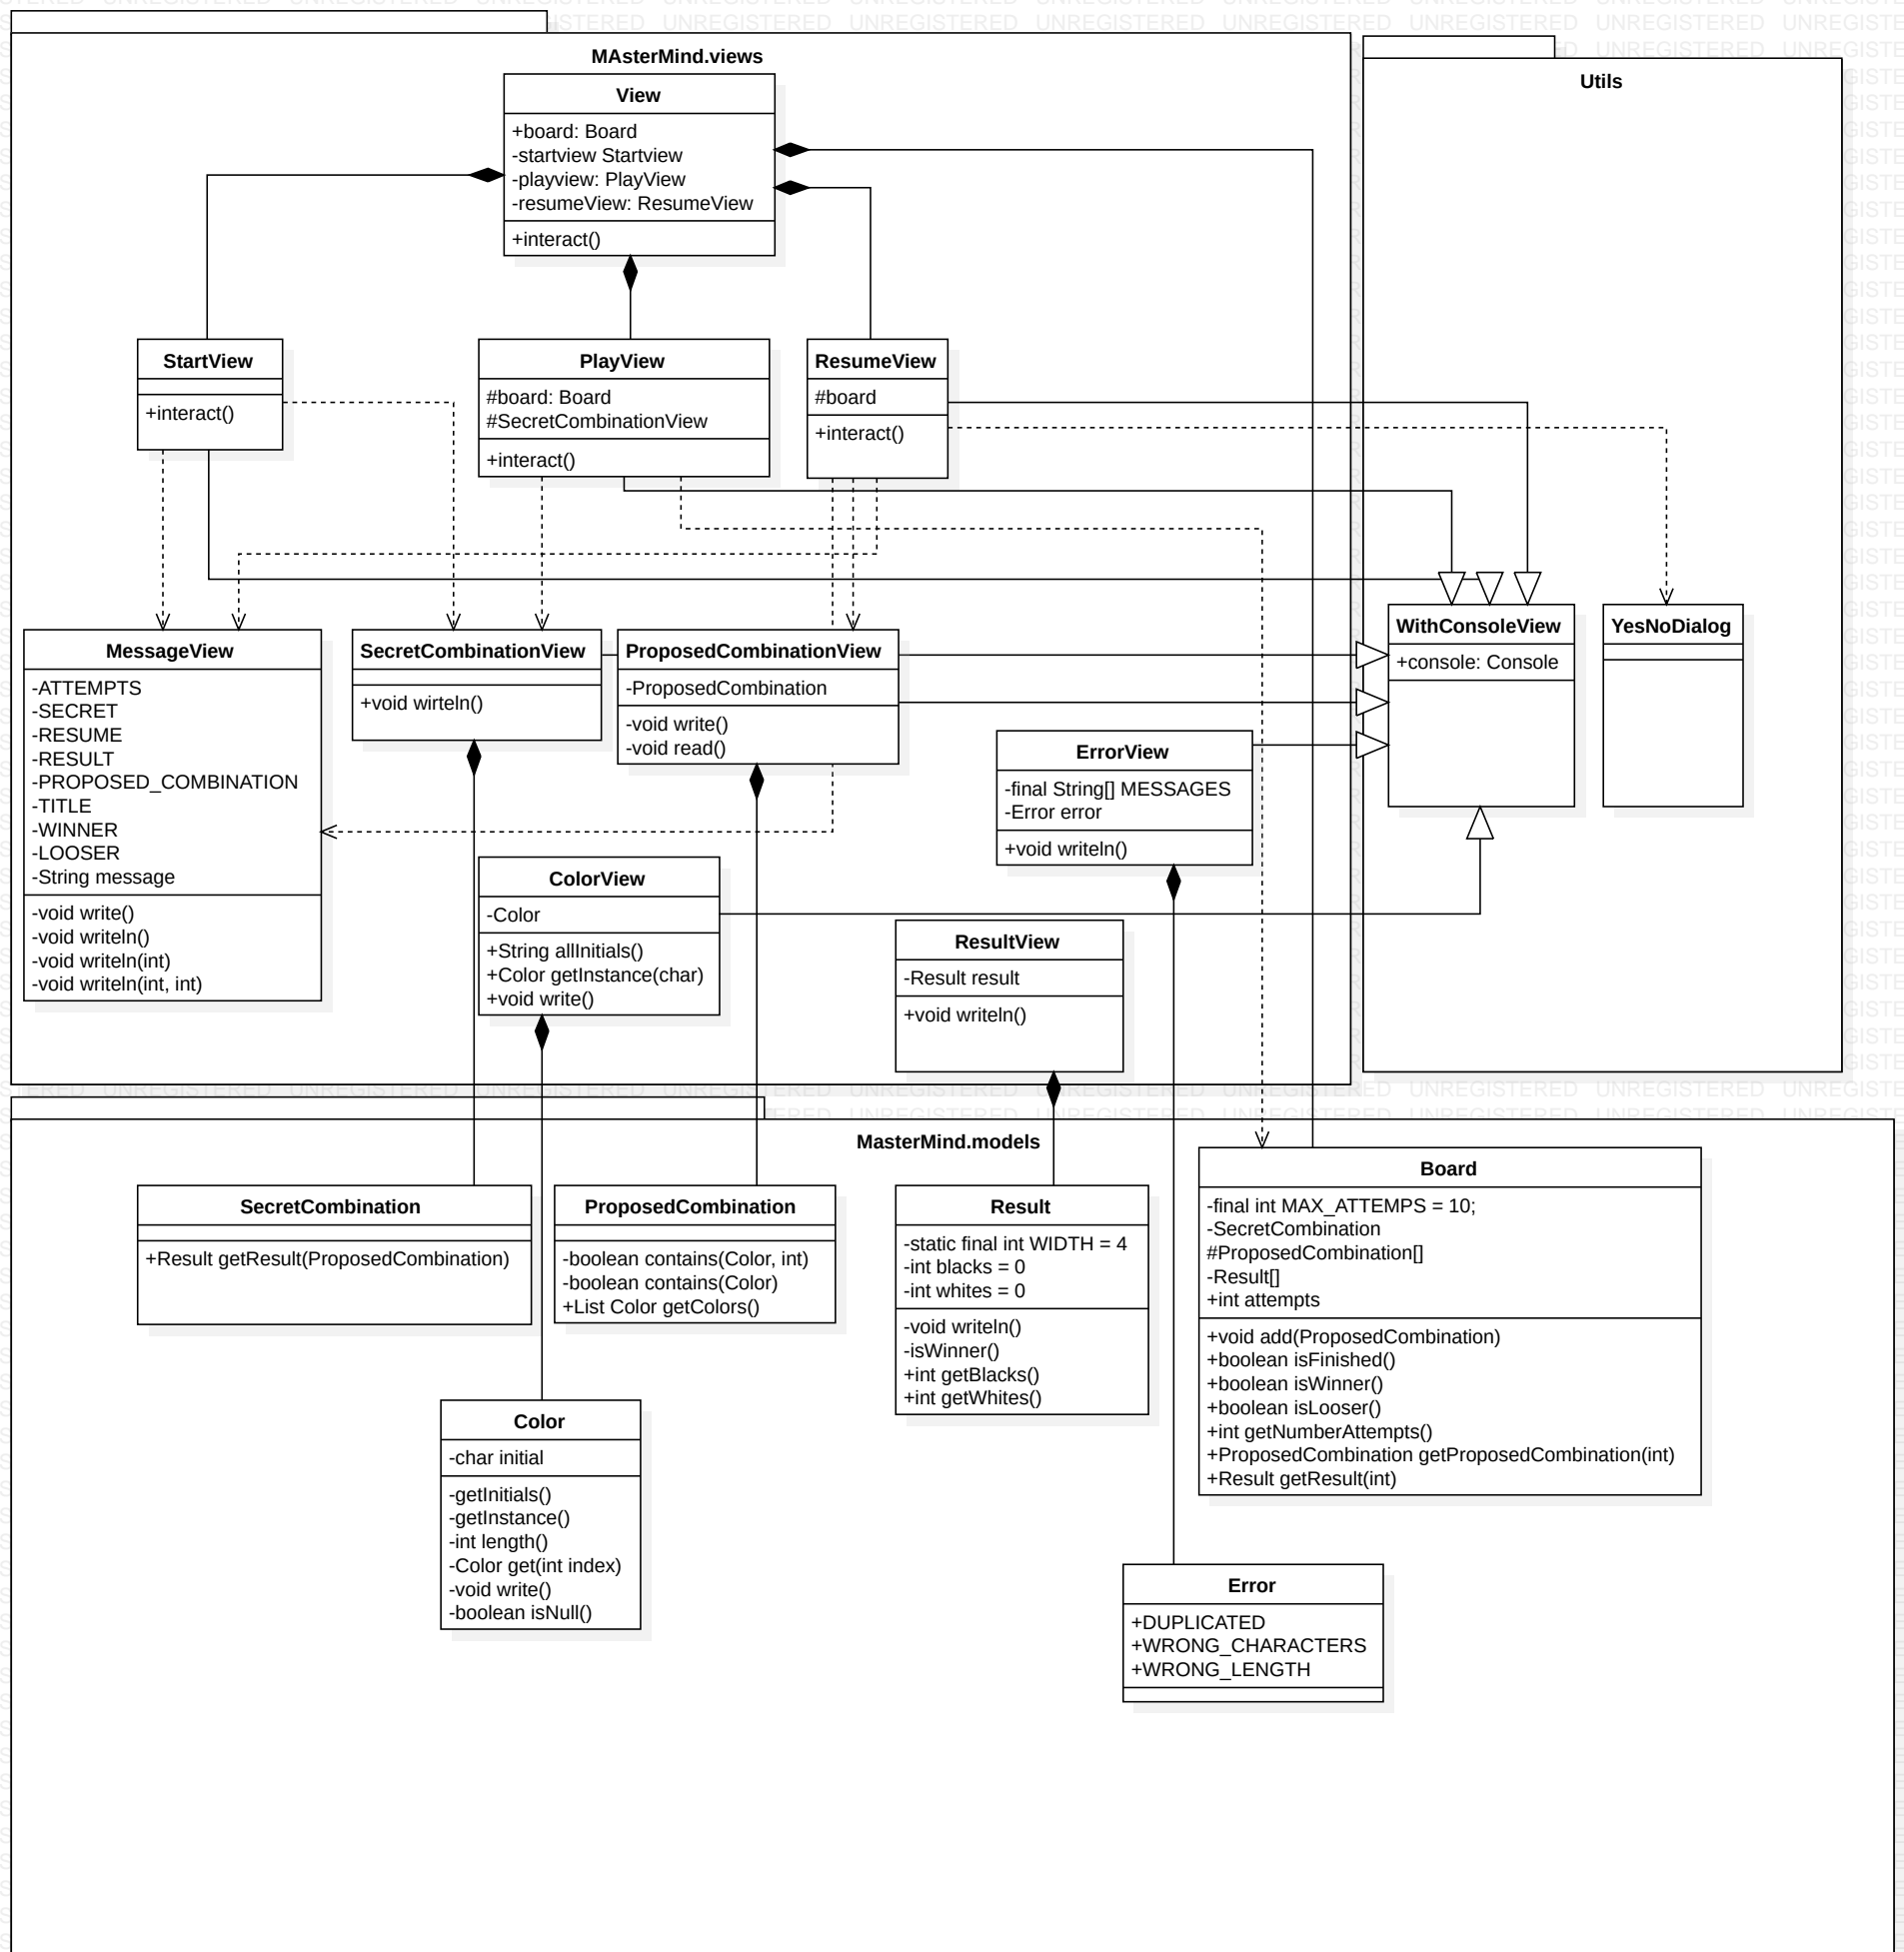 MAsterMind.views
View
+board: Board
-startview Startview
-playview: PlayView
-resumeView: ResumeView
+interact()
Utils
StartView
+interact()
PlayView
#board: Board
#SecretCombinationView
+interact()
ResumeView
#board
+interact()
MessageView
-ATTEMPTS
-SECRET
-RESUME
-RESULT
-PROPOSED_COMBINATION
-TITLE
-WINNER
-LOOSER
-String message
-void write()
-void writeln()
-void writeln(int)
-void writeln(int, int)
SecretCombinationView
+void wirteln()
ProposedCombinationView
-ProposedCombination
-void write()
-void read()
WithConsoleView
+console: Console
YesNoDialog
ErrorView
-final String[] MESSAGES
-Error error
+void writeln()
ColorView
-Color
+String allInitials()
+Color getInstance(char)
+void write()
ResultView
-Result result
+void writeln()
MasterMind.models
SecretCombination
+Result getResult(ProposedCombination)
ProposedCombination
-boolean contains(Color, int)
-boolean contains(Color)
+List Color getColors()
Result
-static final int WIDTH = 4
-int blacks = 0
-int whites = 0
-void writeln()
-isWinner()
+int getBlacks()
+int getWhites()
Board
-final int MAX_ATTEMPS = 10;
-SecretCombination
#ProposedCombination[]
-Result[]
+int attempts
+void add(ProposedCombination)
+boolean isFinished()
+boolean isWinner()
+boolean isLooser()
+int getNumberAttempts()
+ProposedCombination getProposedCombination(int)
+Result getResult(int)
Color
-char initial
-getInitials()
-getInstance()
-int length()
-Color get(int index)
-void write()
-boolean isNull()
Error
+DUPLICATED
+WRONG_CHARACTERS
+WRONG_LENGTH